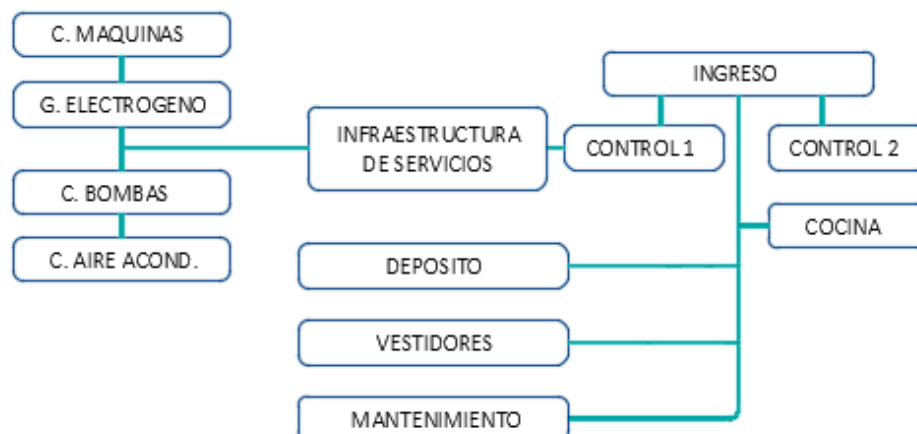 C. MAQUINAS
G. ELECTROGENO
C. BOMBAS
C. AIRE ACOND.
INFRAESTRUCTURA
DE SERVICIOS
INGRESO
CONTROL 1
CONTROL 2
COCINA
DEPOSITO
VESTIDORES
MANTENIMIENTO